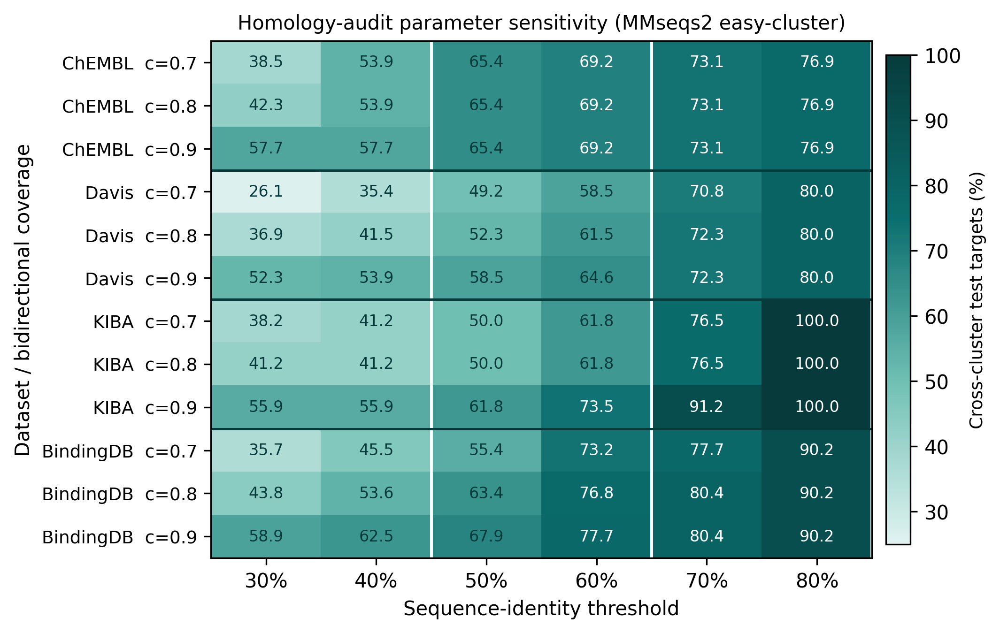 Homology-audit parameter sensitivity (MMseqs2 easy-cluster)
Dataset / bidirectional coverage
ChEMBL c=0.7 38.5 53.9 65.4 69.2 73.1 76.9
ChEMBL c=0.8 42.3 53.9 65.4 69.2 73.1 76.9
ChEMBL c=0.9 57.7 57.7 65.4 69.2 73.1 76.9
Davis c=0.7 26.1 35.4 49.2 58.5 70.8 80.0
Davis c=0.8 36.9 41.5 52.3 61.5 72.3 80.0
Davis c=0.9 52.3 53.9 58.5 64.6 72.3 80.0
KIBA c=0.7 38.2 41.2 50.0 61.8 76.5 100.0
KIBA c=0.8 41.2 41.2 50.0 61.8 76.5 100.0
KIBA c=0.9 55.9 55.9 61.8 73.5 91.2 100.0
BindingDB c=0.7 35.7 45.5 55.4 73.2 77.7 90.2
BindingDB c=0.8 43.8 53.6 63.4 76.8 80.4 90.2
BindingDB c=0.9 58.9 62.5 67.9 77.7 80.4 90.2
30% 40% 50% 60% 70% 80%
Sequence-identity threshold
100
90
80
70
60
50
40
30
Cross-cluster test targets (%)